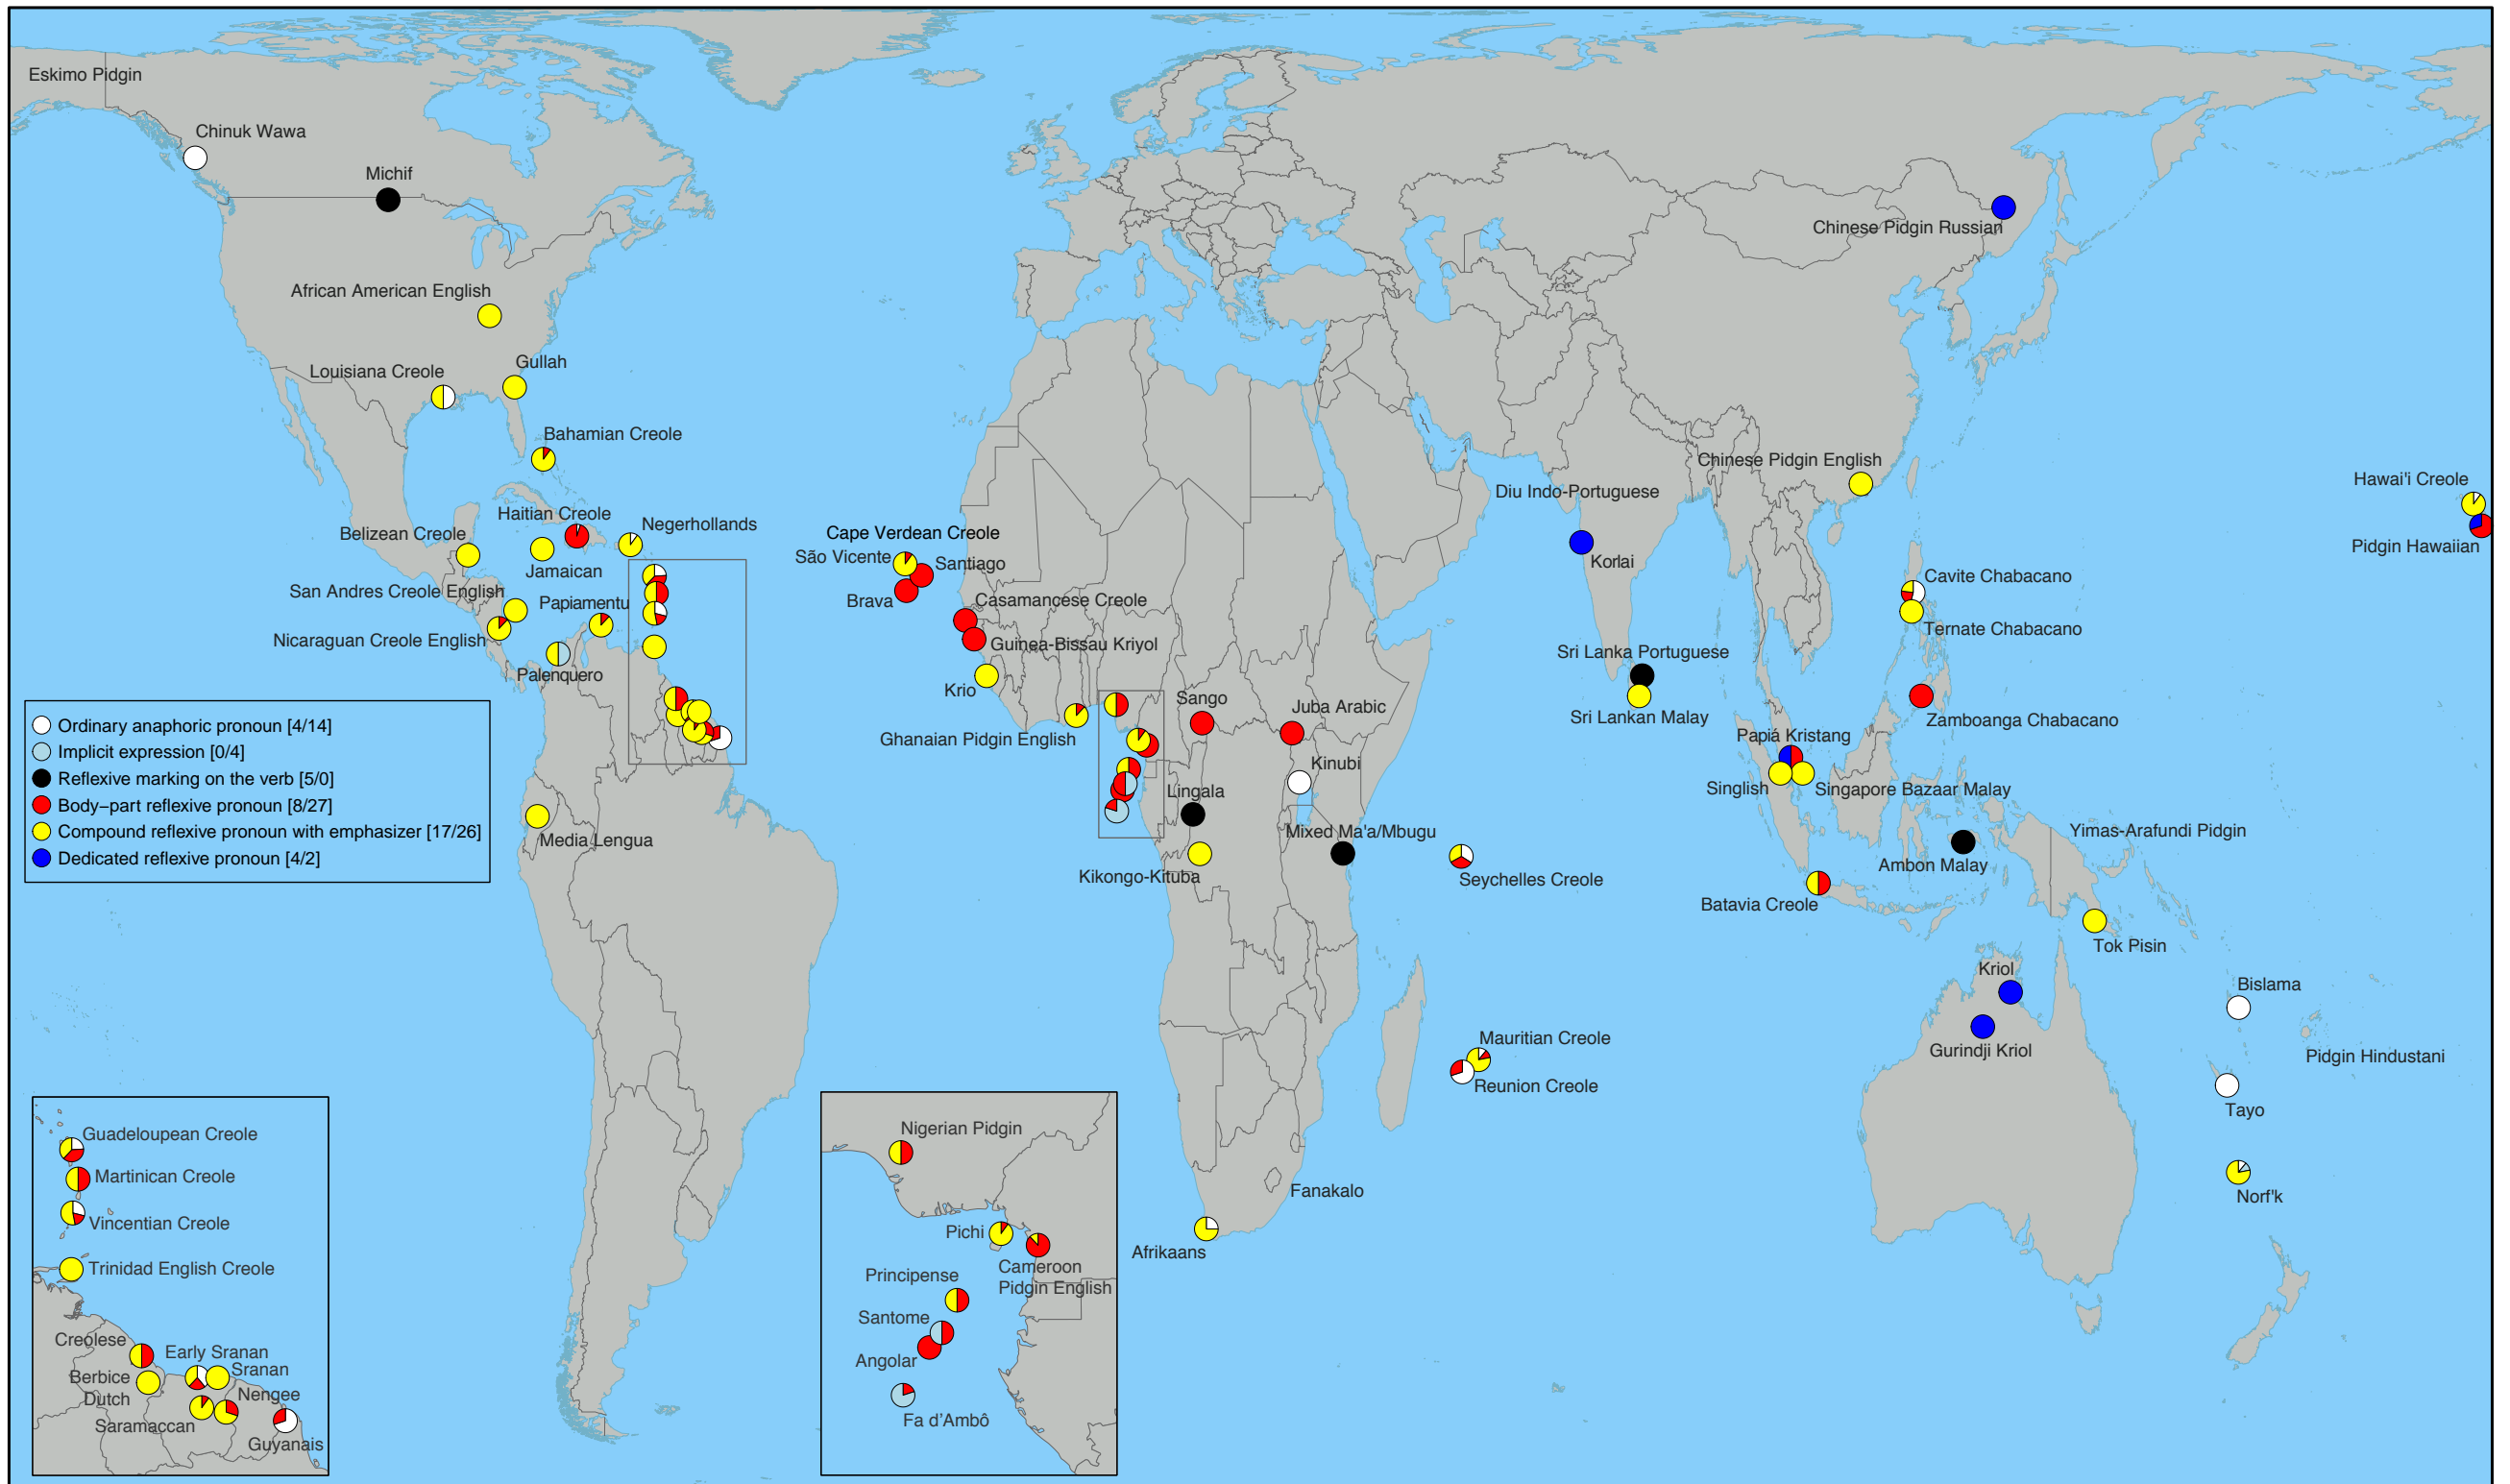 Eskimo Pidgin
Chinuk Wawa
Michif
African American English
Louisiana Creole
Gullah
Bahamian Creole
Haitian Creole
Negerhollands
Belizean Creole
Jamaican
San Andres Creole English
Papiamentu
Nicaraguan Creole English
Palenquero
Media Lengua
Ordinary anaphoric pronoun [4/14]
Implicit expression [0/4]
Reflexive marking on the verb [5/0]
Body−part reflexive pronoun [8/27]
Compound reflexive pronoun with emphasizer [17/26]
Dedicated reflexive pronoun [4/2]
Guadeloupean Creole
Martinican Creole
Vincentian Creole
Trinidad English Creole
Creolese
Early Sranan
Sranan
Berbice
Dutch
Nengee
Saramaccan
Guyanais
Cape Verdean Creole
São Vicente
Santiago
Brava
Casamancese Creole
Guinea-Bissau Kriyol
Krio
Ghanaian Pidgin English
Sango
Juba Arabic
Kinubi
Lingala
Mixed Ma'a/Mbugu
Kikongo-Kituba
Seychelles Creole
Mauritian Creole
Reunion Creole
Fanakalo
Afrikaans
Nigerian Pidgin
Pichi
Cameroon
Pidgin English
Principense
Santome
Angolar
Fa d'Ambô
Chinese Pidgin Russian
Chinese Pidgin English
Diu Indo-Portuguese
Korlai
Sri Lanka Portuguese
Sri Lankan Malay
Hawai'i Creole
Pidgin Hawaiian
Cavite Chabacano
Ternate Chabacano
Zamboanga Chabacano
Papiá Kristang
Singlish
Singapore Bazaar Malay
Yimas-Arafundi Pidgin
Ambon Malay
Batavia Creole
Tok Pisin
Kriol
Gurindji Kriol
Bislama
Pidgin Hindustani
Tayo
Norf'k